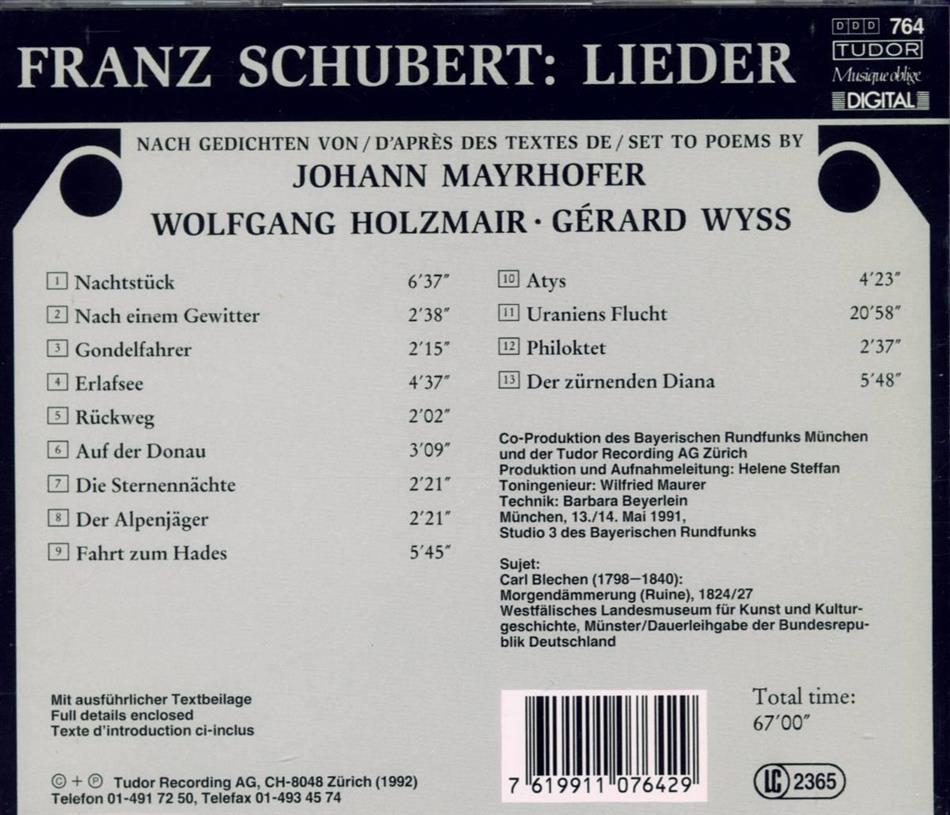 FRANZ SCHUBERT: LIEDER
DDD 764
TUDOR
Musique oblige
DIGITAL
NACH GEDICHTEN VON / D'APRÈS DES TEXTES DE / SET TO POEMS BY
JOHANN MAYRHOFER
WOLFGANG HOLZMAIR · GÉRARD WYSS
1 Nachtstück 6'37"
2 Nach einem Gewitter 2'38"
3 Gondelfahrer 2'15"
4 Erlafsee 4'37"
5 Rückweg 2'02"
6 Auf der Donau 3'09"
7 Die Sternennächte 2'21"
8 Der Alpenjäger 2'21"
9 Fahrt zum Hades 5'45"
10 Atys 4'23"
11 Uraniens Flucht 20'58"
12 Philoktet 2'37"
13 Der zürnenden Diana 5'48"
Co-Produktion des Bayerischen Rundfunks München
und der Tudor Recording AG Zürich
Produktion und Aufnahmeleitung: Helene Steffan
Toningenieur: Wilfried Maurer
Technik: Barbara Beyerlein
München, 13./14. Mai 1991,
Studio 3 des Bayerischen Rundfunks
Sujet:
Carl Blechen (1798–1840):
Morgendämmerung (Ruine), 1824/27
Westfälisches Landesmuseum für Kunst und Kultur-
geschichte, Münster/Dauerleihgabe der Bundesrepu-
blik Deutschland
Mit ausführlicher Textbeilage
Full details enclosed
Texte d'introduction ci-inclus
© + ℗ Tudor Recording AG, CH-8048 Zürich (1992)
Telefon 01-491 72 50, Telefax 01-493 45 74
7 619911 076429
Total time:
67'00"
LC 2365